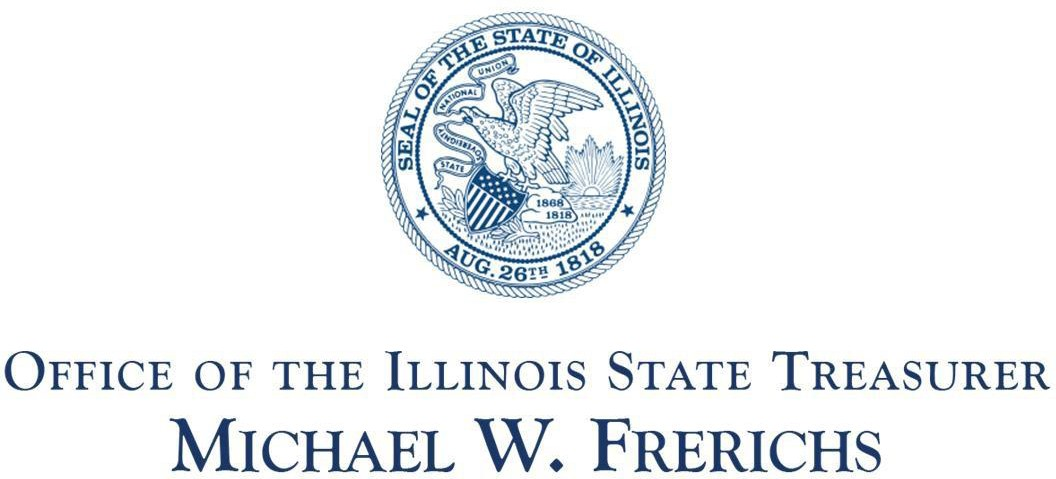 SEAL OF THE STATE OF ILLINOIS
NATIONAL UNION
STATE SOVEREIGNTY
1868
1818
AUG. 26TH 1818
OFFICE OF THE ILLINOIS STATE TREASURER
MICHAEL W. FRERICHS